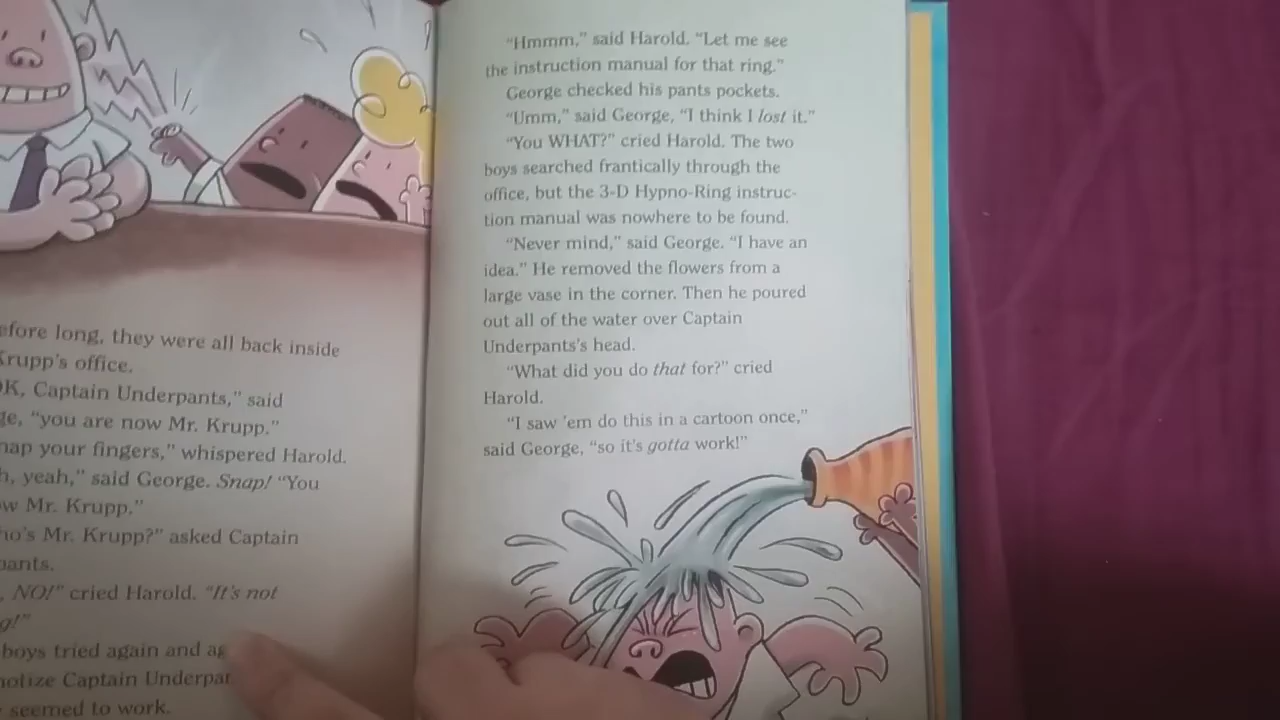 efore long, they were all back inside
Krupp's office.
OK, Captain Underpants," said
ge, "you are now Mr. Krupp."
nap your fingers," whispered Harold.
h, yeah," said George. Snap! "You
ow Mr. Krupp."
ho's Mr. Krupp?" asked Captain
pants.
, NO!" cried Harold. "It's not
g!"
boys tried again and ag
notize Captain Underpan
seemed to work.
"Hmmm," said Harold. "Let me see
the instruction manual for that ring."
George checked his pants pockets.
"Umm," said George, "I think I lost it."
"You WHAT?" cried Harold. The two
boys searched frantically through the
office, but the 3-D Hypno-Ring instruc-
tion manual was nowhere to be found.
"Never mind," said George. "I have an
idea." He removed the flowers from a
large vase in the corner. Then he poured
out all of the water over Captain
Underpants's head.
"What did you do that for?" cried
Harold.
"I saw 'em do this in a cartoon once,"
said George, "so it's gotta work!"